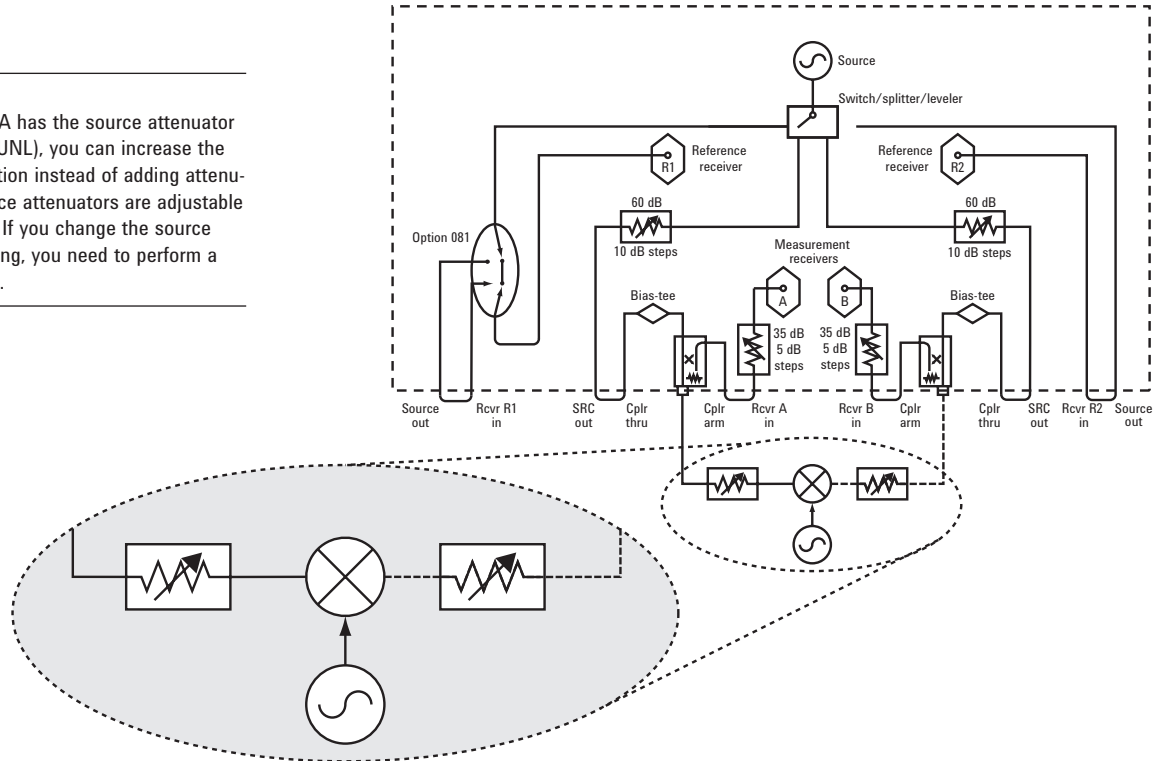 A has the source attenuator
UNL), you can increase the
tion instead of adding attenu-
ce attenuators are adjustable
If you change the source
ng, you need to perform a
.
Source
Switch/splitter/leveler
R1
Reference
receiver
Reference
receiver
R2
60 dB
10 dB steps
60 dB
10 dB steps
Option 081
Measurement
receivers
A
B
Bias-tee
Bias-tee
35 dB
5 dB
steps
35 dB
5 dB
steps
Source
out
Rcvr R1
in
SRC
out
Cplr
thru
Cplr
arm
Rcvr A
in
Rcvr B
in
Cplr
arm
Cplr
thru
SRC
out
Rcvr R2
in
Source
out